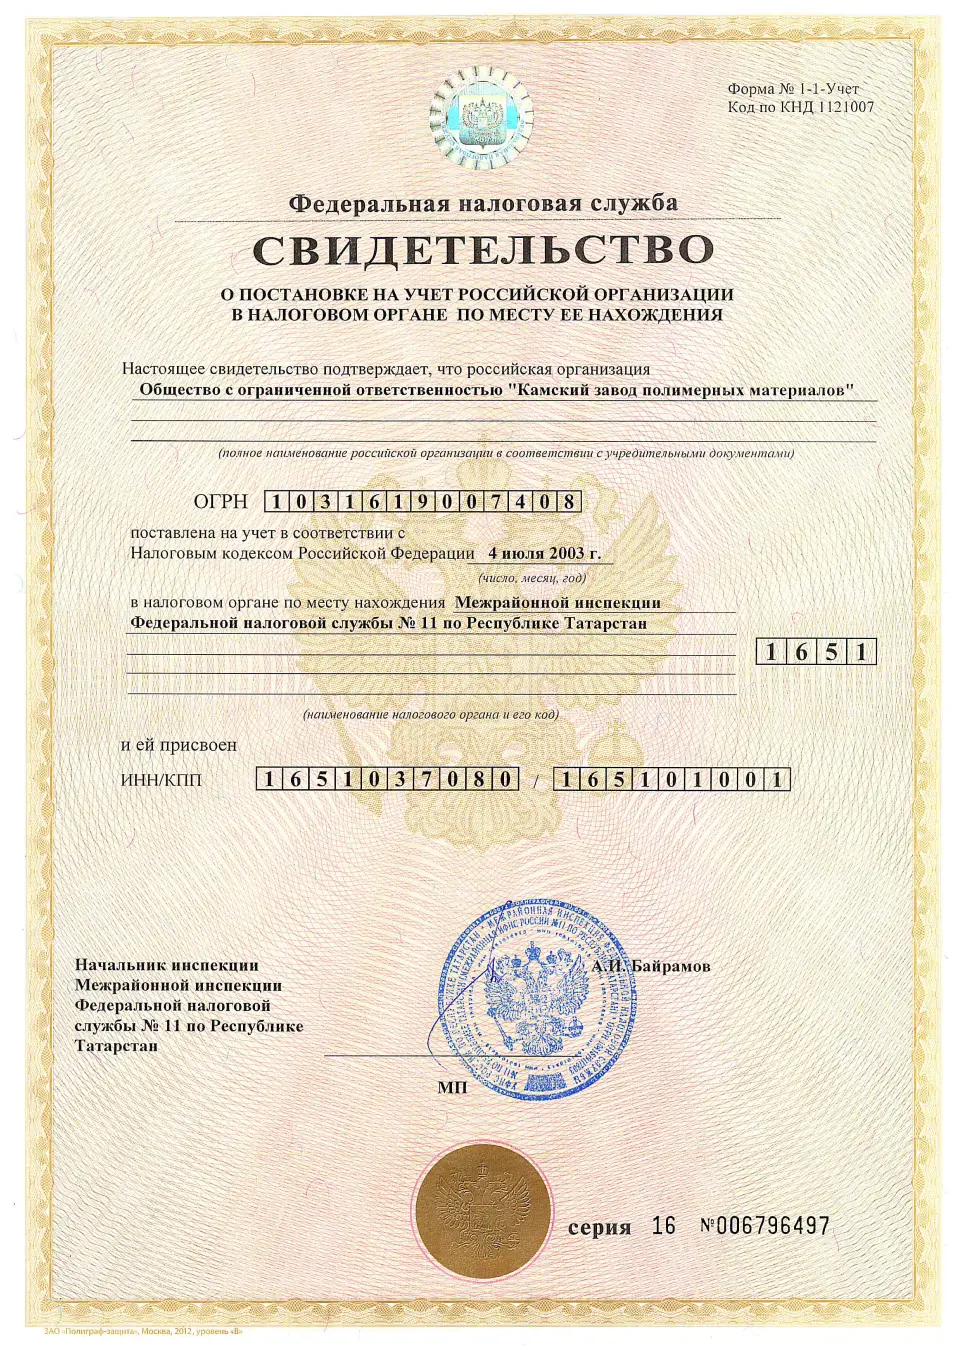 Форма № 1-1-Учет
Код по КНД 1121007
Федеральная налоговая служба
СВИДЕТЕЛЬСТВО
О ПОСТАНОВКЕ НА УЧЕТ РОССИЙСКОЙ ОРГАНИЗАЦИИ
В НАЛОГОВОМ ОРГАНЕ ПО МЕСТУ ЕЕ НАХОЖДЕНИЯ
Настоящее свидетельство подтверждает, что российская организация
Общество с ограниченной ответственностью "Камский завод полимерных материалов"
(полное наименование российской организации в соответствии с учредительными документами)
ОГРН 1031619007408
поставлена на учет в соответствии с
Налоговым кодексом Российской Федерации 4 июля 2003 г.
(число, месяц, год)
в налоговом органе по месту нахождения Межрайонной инспекции
Федеральной налоговой службы № 11 по Республике Татарстан
1651
(наименование налогового органа и его код)
и ей присвоен
ИНН/КПП 1651037080 / 165101001
Начальник инспекции
Межрайонной инспекции
Федеральной налоговой
службы № 11 по Республике
Татарстан
А.И. Байрамов
МП
серия 16 №006796497
ЗАО «Полиграф-защита», Москва, 2012, уровень «В»